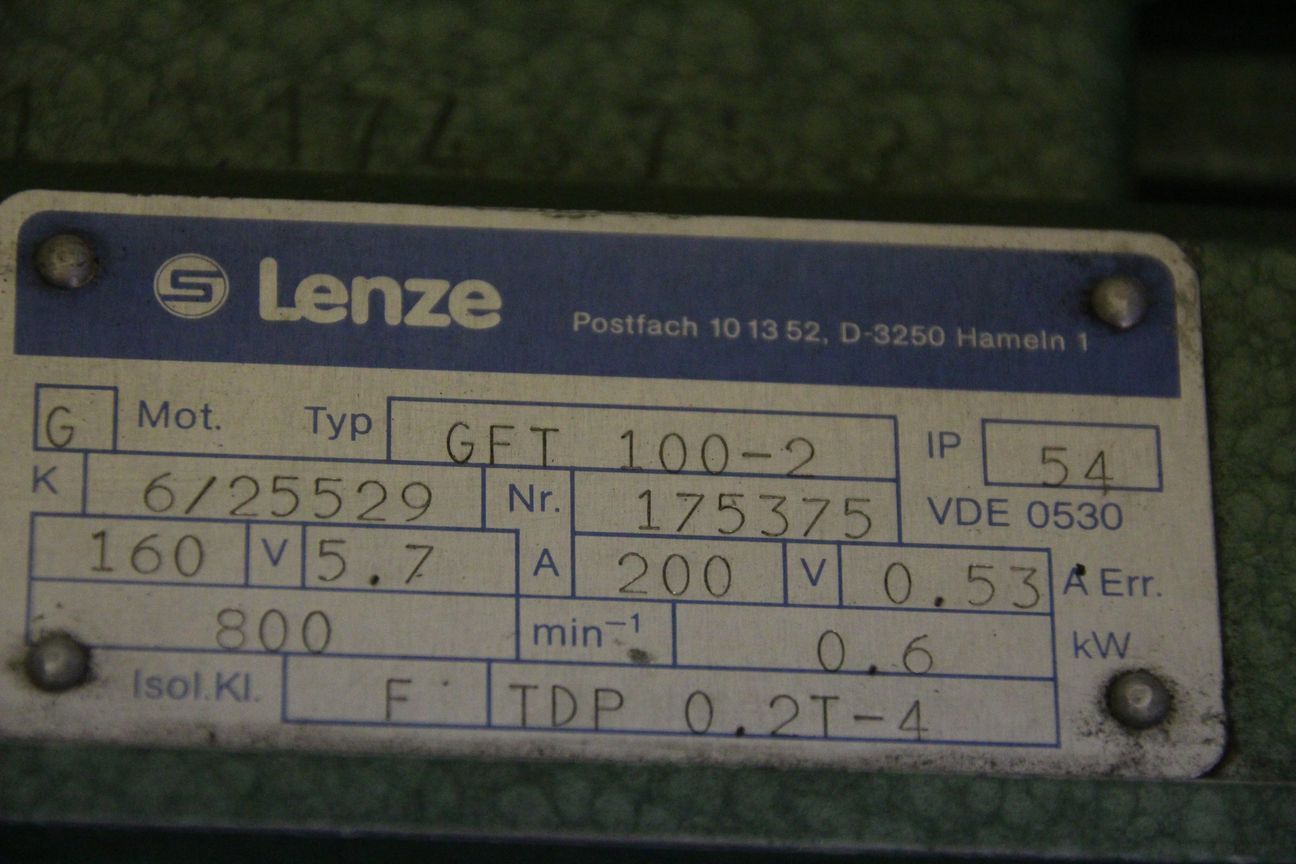 Lenze
Postfach 10 13 52, D-3250 Hameln 1
G Mot. Typ GFT 100-2 IP 54
K 6/25529 Nr. 175375 VDE 0530
160 V 5.7 A 200 V 0.53 A Err.
800 min⁻¹ 0.6 kW
Isol.Kl. F TDP 0.2T-4